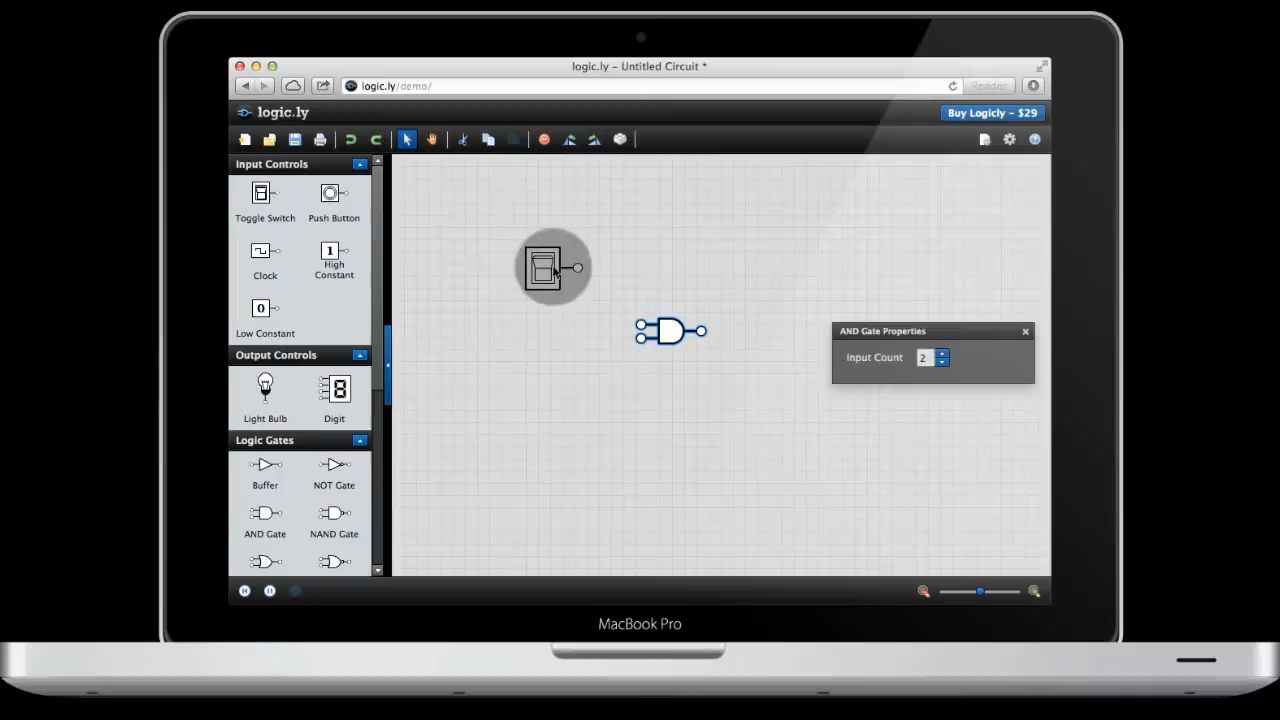 logic.ly – Untitled Circuit *
logic.ly/demo/
Reader
logic.ly
Buy Logicly – $29
Input Controls
Toggle Switch
Push Button
Clock
1
High
Constant
0
Low Constant
Output Controls
8
Light Bulb
Digit
Logic Gates
Buffer
NOT Gate
AND Gate
NAND Gate
AND Gate Properties
Input Count 2
MacBook Pro